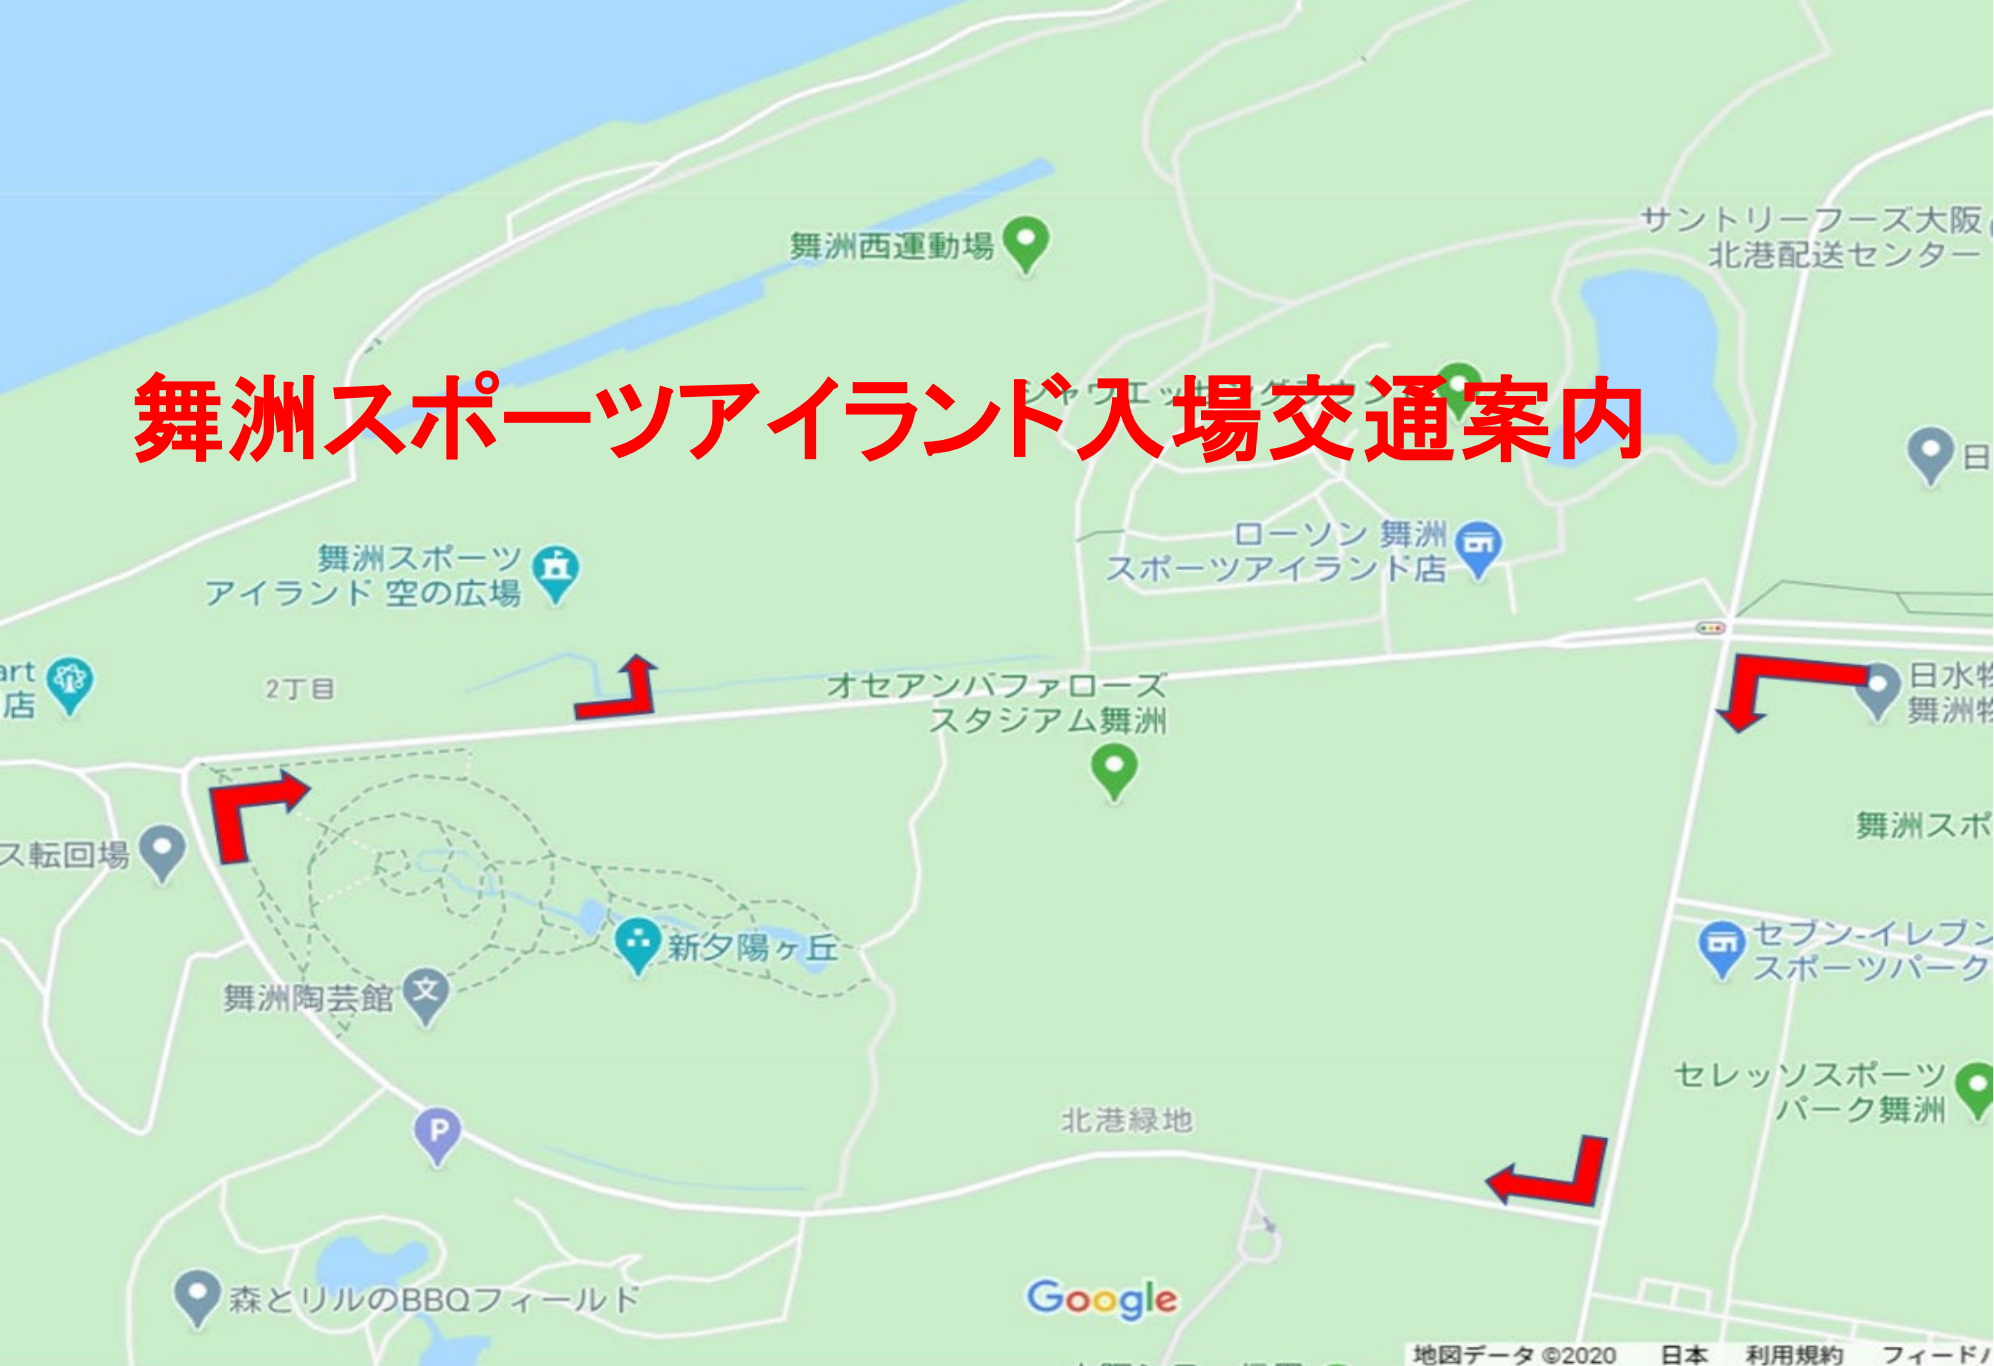 舞洲西運動場
サントリーフーズ大阪
北港配送センター
舞洲スポーツアイランド入場交通案内
日
ローソン 舞洲
スポーツアイランド店
舞洲スポーツ
アイランド 空の広場
art
店
2丁目
オセアンバファローズ
スタジアム舞洲
日水物
舞洲物
舞洲スポ
ス転回場
セブン-イレブン
スポーツパーク
新夕陽ヶ丘
舞洲陶芸館
文
セレッソスポーツ
パーク舞洲
P
北港緑地
森とリルのBBQフィールド
Google
地図データ ©2020 日本 利用規約 フィードバ